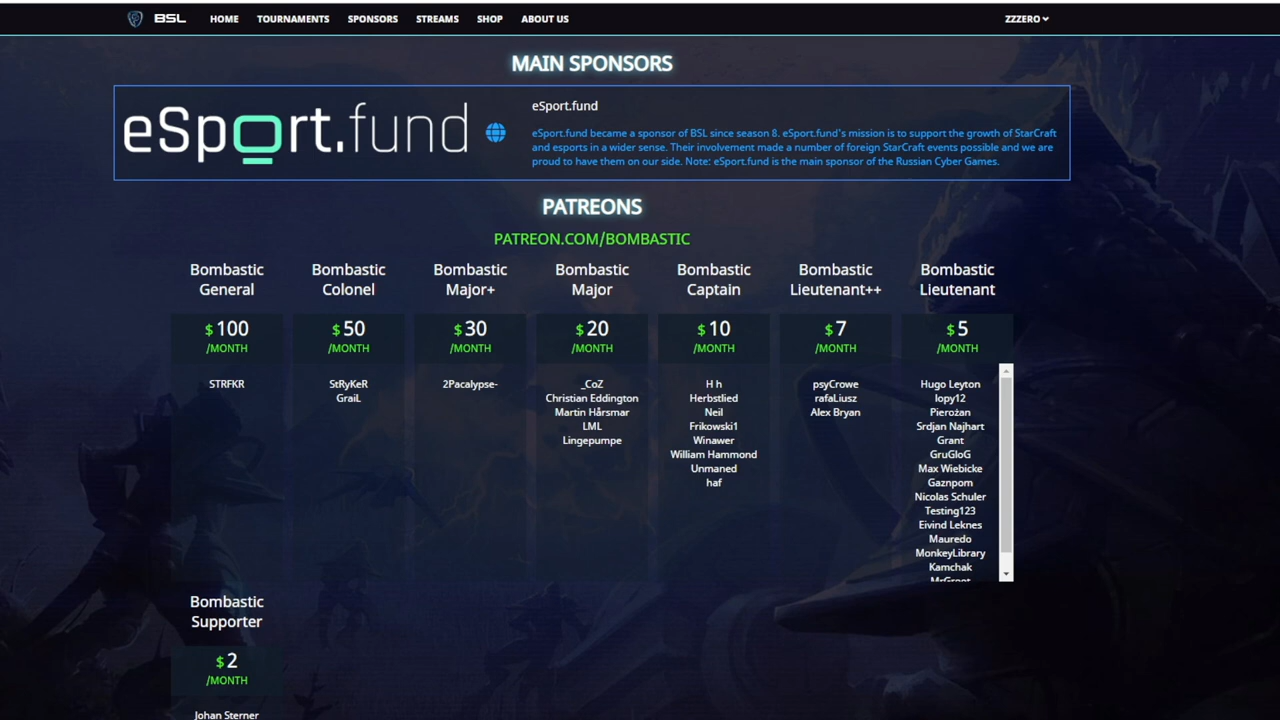 BSL HOME TOURNAMENTS SPONSORS STREAMS SHOP ABOUT US ZZZERO
MAIN SPONSORS
eSport.fund
eSport.fund
eSport.fund became a sponsor of BSL since season 8. eSport.fund's mission is to support the growth of StarCraft
and esports in a wider sense. Their involvement made a number of foreign StarCraft events possible and we are
proud to have them on our side. Note: eSport.fund is the main sponsor of the Russian Cyber Games.
PATREONS
PATREON.COM/BOMBASTIC
Bombastic
General
$100
/MONTH
STRFKR
Bombastic
Colonel
$50
/MONTH
StRyKeR
GraiL
Bombastic
Major+
$30
/MONTH
2Pacalypse-
Bombastic
Major
$20
/MONTH
_CoZ
Christian Eddington
Martin Hårsmar
LML
Lingepumpe
Bombastic
Captain
$10
/MONTH
H h
Herbstlied
Neil
Frikowski1
Winawer
William Hammond
Unmaned
haf
Bombastic
Lieutenant++
$7
/MONTH
psyCrowe
rafaLiusz
Alex Bryan
Bombastic
Lieutenant
$5
/MONTH
Hugo Leyton
lopy12
Pierożan
Srdjan Najhart
Grant
GruGloG
Max Wiebicke
Gaznpom
Nicolas Schuler
Testing123
Eivind Leknes
Mauredo
MonkeyLibrary
Kamchak
Bombastic
Supporter
$2
/MONTH
Johan Sterner